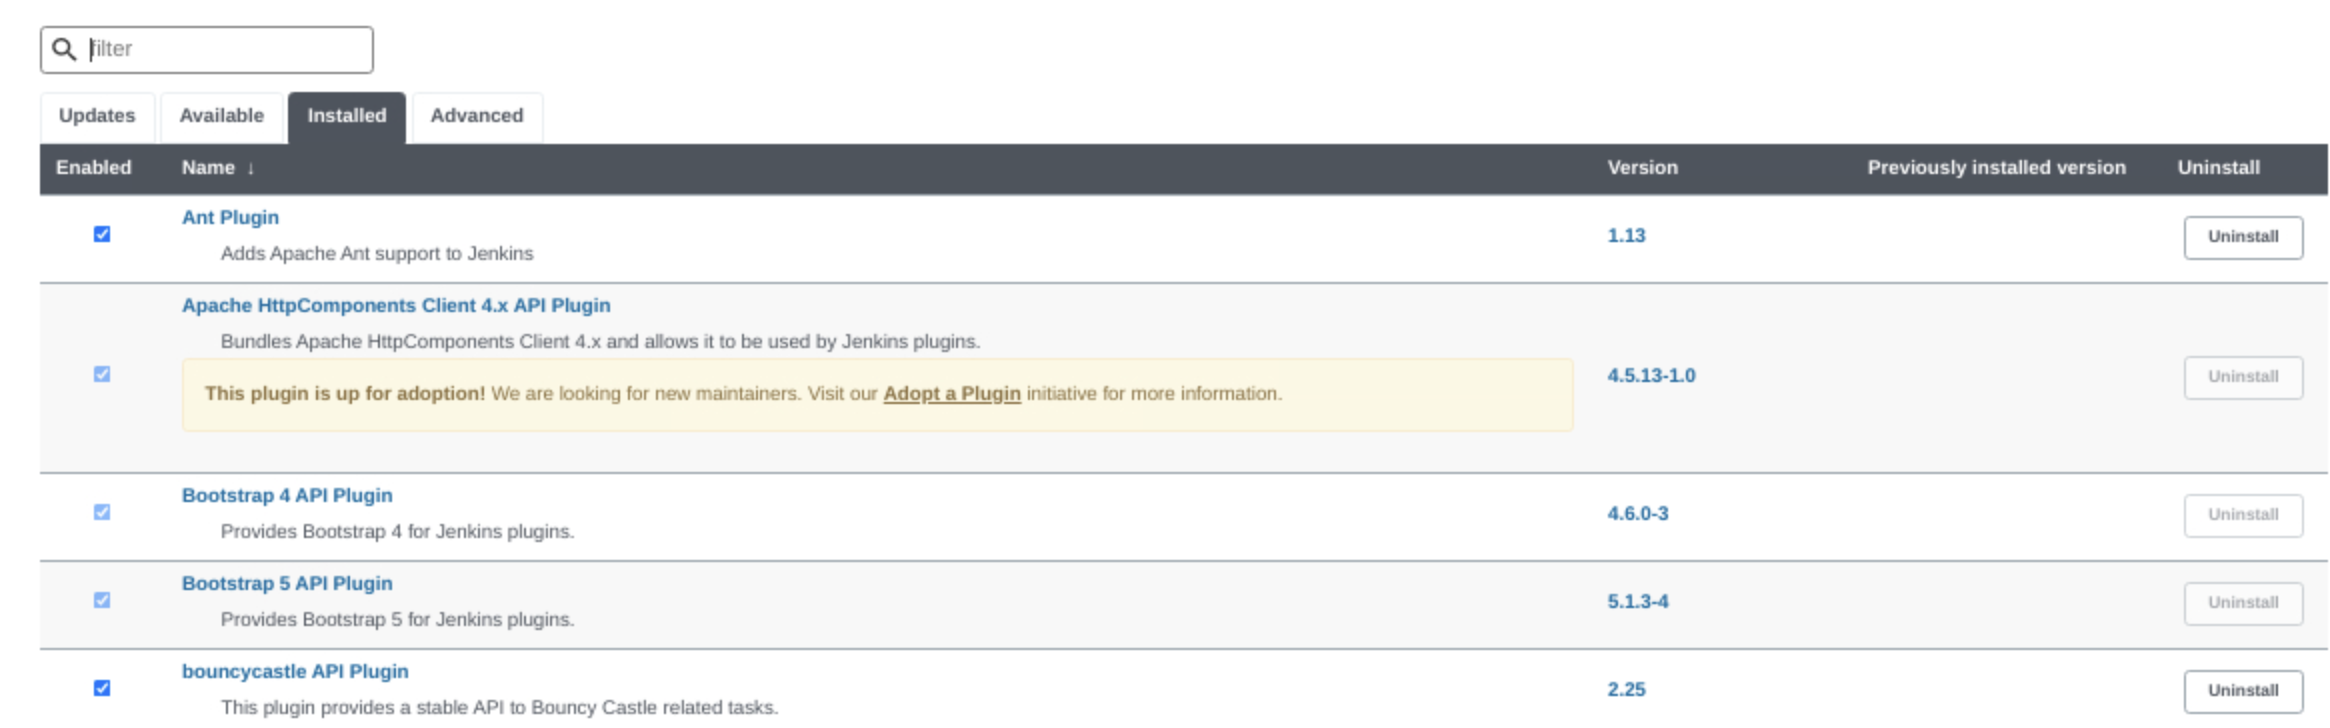 filter
Updates Available Installed Advanced
Enabled Name ↓ Version Previously installed version Uninstall
Ant Plugin
Adds Apache Ant support to Jenkins
1.13 Uninstall
Apache HttpComponents Client 4.x API Plugin
Bundles Apache HttpComponents Client 4.x and allows it to be used by Jenkins plugins.
This plugin is up for adoption! We are looking for new maintainers. Visit our Adopt a Plugin initiative for more information.
4.5.13-1.0 Uninstall
Bootstrap 4 API Plugin
Provides Bootstrap 4 for Jenkins plugins.
4.6.0-3 Uninstall
Bootstrap 5 API Plugin
Provides Bootstrap 5 for Jenkins plugins.
5.1.3-4 Uninstall
bouncycastle API Plugin
This plugin provides a stable API to Bouncy Castle related tasks.
2.25 Uninstall